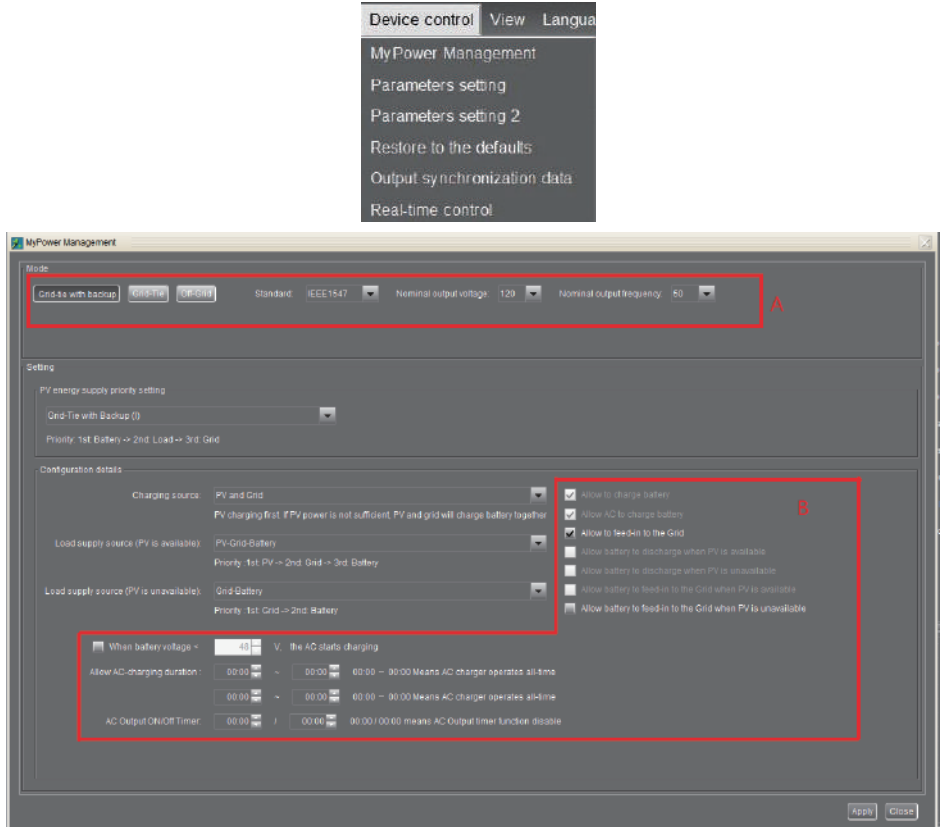 Device control View Langua
MyPower Management
Parameters setting
Parameters setting 2
Restore to the defaults
Output synchronization data
Real-time control
MyPower Management
Mode
Grid-tie with backup Grid-Tie Off-Grid Standard: IEEE1547 Nominal output voltage: 120 Nominal output frequency: 60
A
Setting
PV energy supply priority setting
Grid-Tie with Backup (I)
Priority: 1st: Battery -> 2nd: Load -> 3rd: Grid
Configuration details
Charging source: PV and Grid
PV charging first. If PV power is not sufficient, PV and grid will charge battery together
Load supply source (PV is available): PV-Grid-Battery
Priority :1st: PV -> 2nd: Grid -> 3rd: Battery
Load supply source (PV is unavailable): Grid-Battery
Priority :1st: Grid -> 2nd: Battery
B
Allow to charge battery
Allow AC to charge battery
Allow to feed-in to the Grid
Allow battery to discharge when PV is available
Allow battery to discharge when PV is unavailable
Allow battery to feed-in to the Grid when PV is available
Allow battery to feed-in to the Grid when PV is unavailable
When battery voltage < 48 V, the AC starts charging
Allow AC-charging duration : 00:00 ~ 00:00 00:00 ~ 00:00 Means AC charger operates all-time
00:00 ~ 00:00 00:00 ~ 00:00 Means AC charger operates all-time
AC Output ON/Off Timer: 00:00 / 00:00 00:00 / 00:00 means AC Output timer function disable
Apply Close